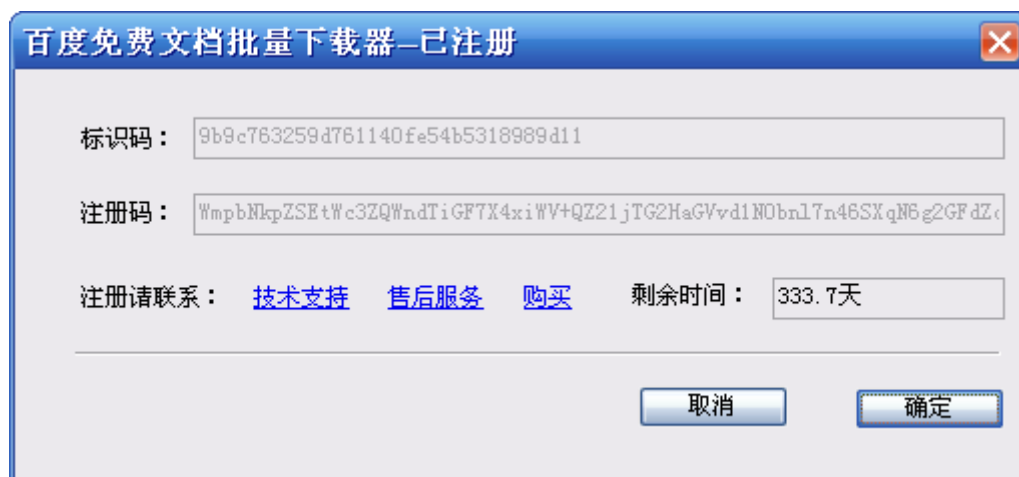 百度免费文档批量下载器—已注册
标识码： 9b9c763259d761140fe54b5318989d11
注册码： WmpbNkpZSEtWc3ZQWndTiGF7X4xiWV+QZ21jTG2HaGVvd1NObnl7n46SXqN6g2GFdZ
注册请联系： 技术支持 售后服务 购买 剩余时间： 333.7天
取消 确定